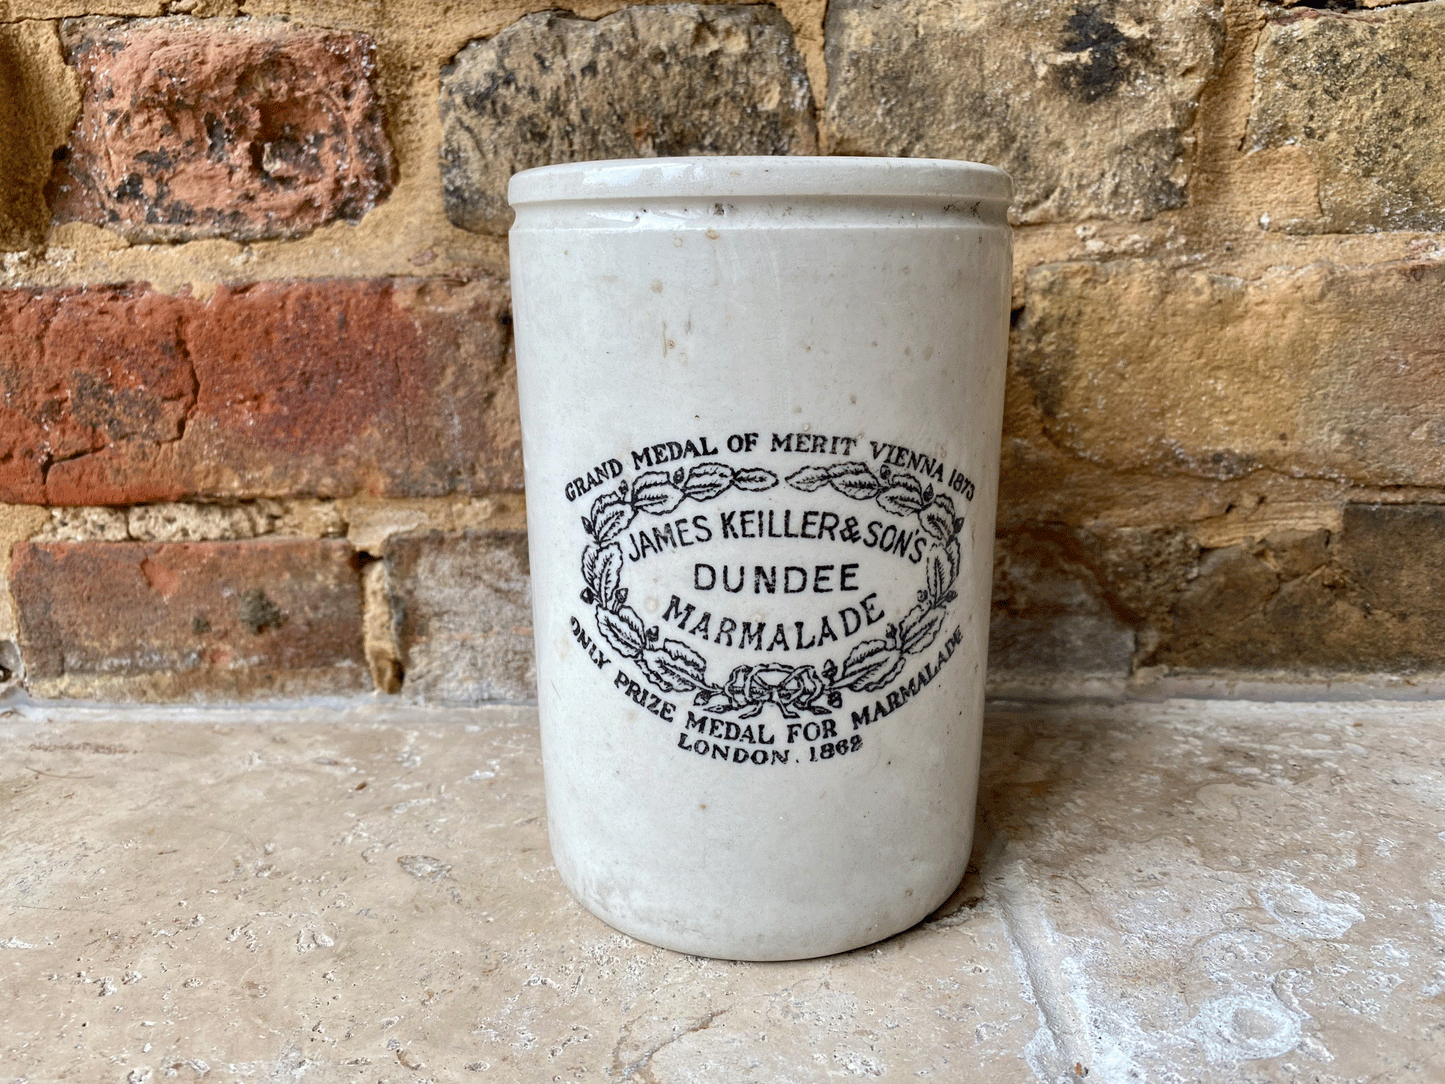 GRAND MEDAL OF MERIT VIENNA 1873
JAMES KEILLER & SON'S
DUNDEE
MARMALADE
ONLY PRIZE MEDAL FOR MARMALADE
LONDON. 1862